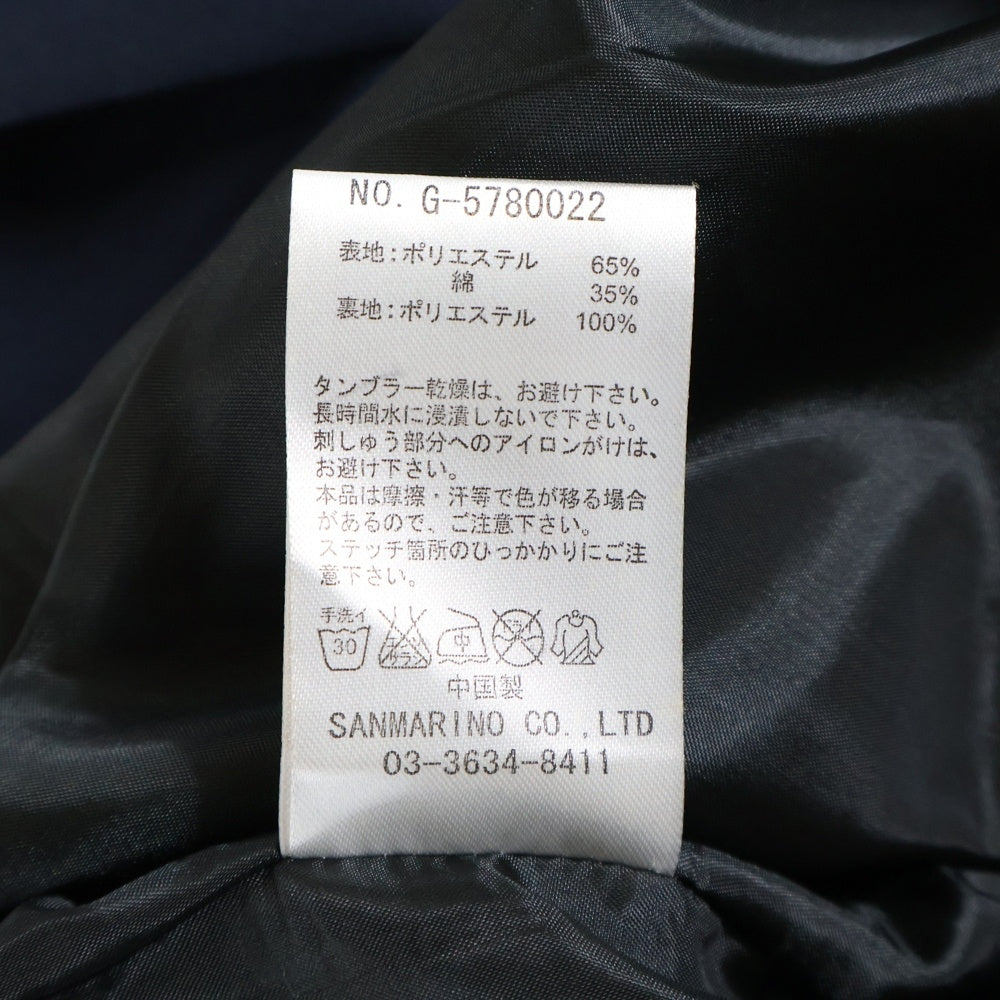 NO. G-5780022
表地:ポリエステル 65%
綿 35%
裏地:ポリエステル 100%
タンブラー乾燥は、お避け下さい。
長時間水に浸漬しないで下さい。
刺しゅう部分へのアイロンがけは、
お避け下さい。
本品は摩擦・汗等で色が移る場合
があるので、ご注意下さい。
ステッチ箇所のひっかかりにご注
意下さい。
手洗イ
30 中
中国製
SANMARINO CO.,LTD
03-3634-8411